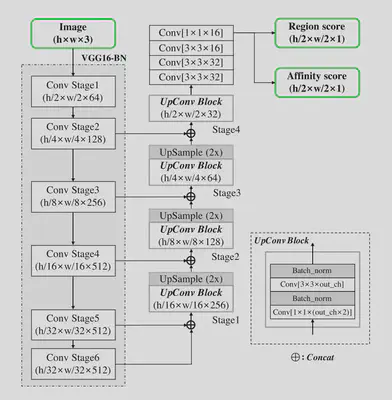 Image
(h×w×3)
VGG16-BN
Conv Stage1
(h/2×w/2×64)
Conv Stage2
(h/4×w/4×128)
Conv Stage3
(h/8×w/8×256)
Conv Stage4
(h/16×w/16×512)
Conv Stage5
(h/32×w/32×512)
Conv Stage6
(h/32×w/32×512)
Conv[1×1×16]
Conv[3×3×16]
Conv[3×3×32]
Conv[3×3×32]
UpConv Block
(h/2×w/2×32)
Stage4
UpSample (2x)
UpConv Block
(h/4×w/4×64)
Stage3
UpSample (2x)
UpConv Block
(h/8×w/8×128)
Stage2
UpSample (2x)
UpConv Block
(h/16×w/16×256)
Stage1
Region score
(h/2×w/2×1)
Affinity score
(h/2×w/2×1)
UpConv Block
Batch_norm
Conv[3×3×out_ch]
Batch_norm
Conv[1×1×(out_ch×2)]
⊕: Concat